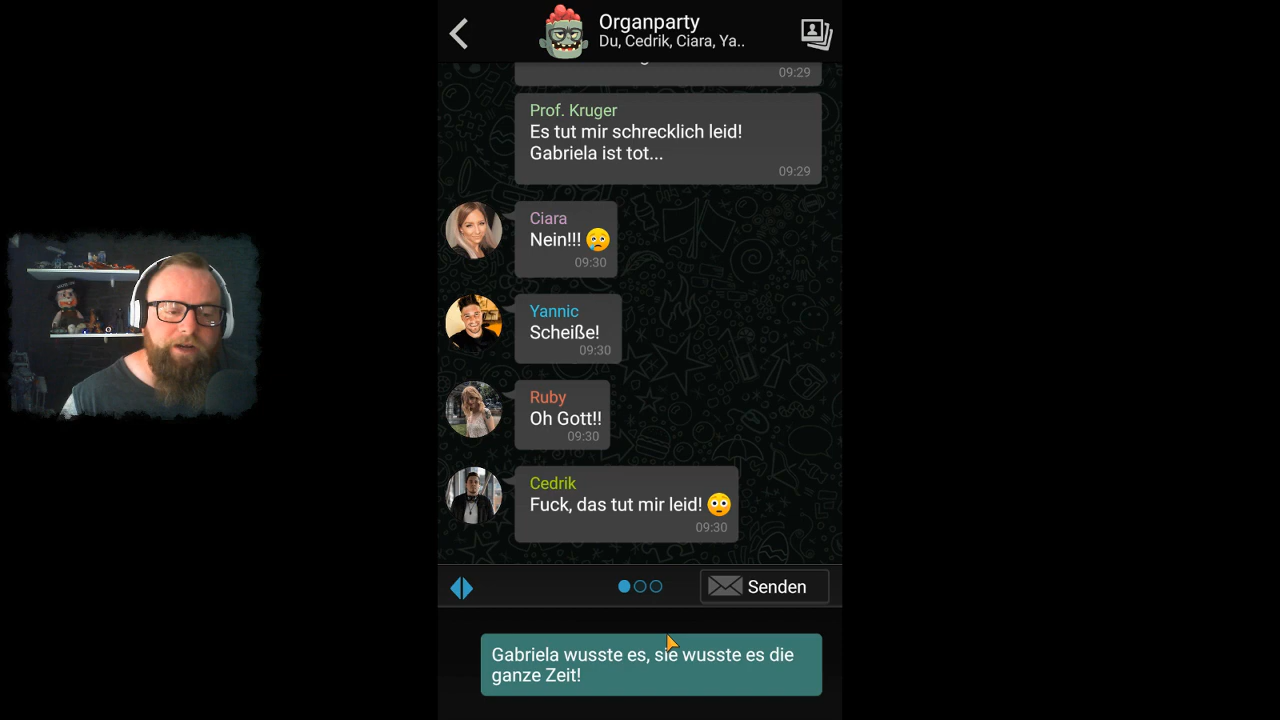 Organparty
Du, Cedrik, Ciara, Ya..
09:29
Prof. Kruger
Es tut mir schrecklich leid!
Gabriela ist tot...
09:29
Ciara
Nein!!! 😢
09:30
Yannic
Scheiße!
09:30
Ruby
Oh Gott!!
09:30
Cedrik
Fuck, das tut mir leid! 😳
09:30
Senden
Gabriela wusste es, sie wusste es die
ganze Zeit!